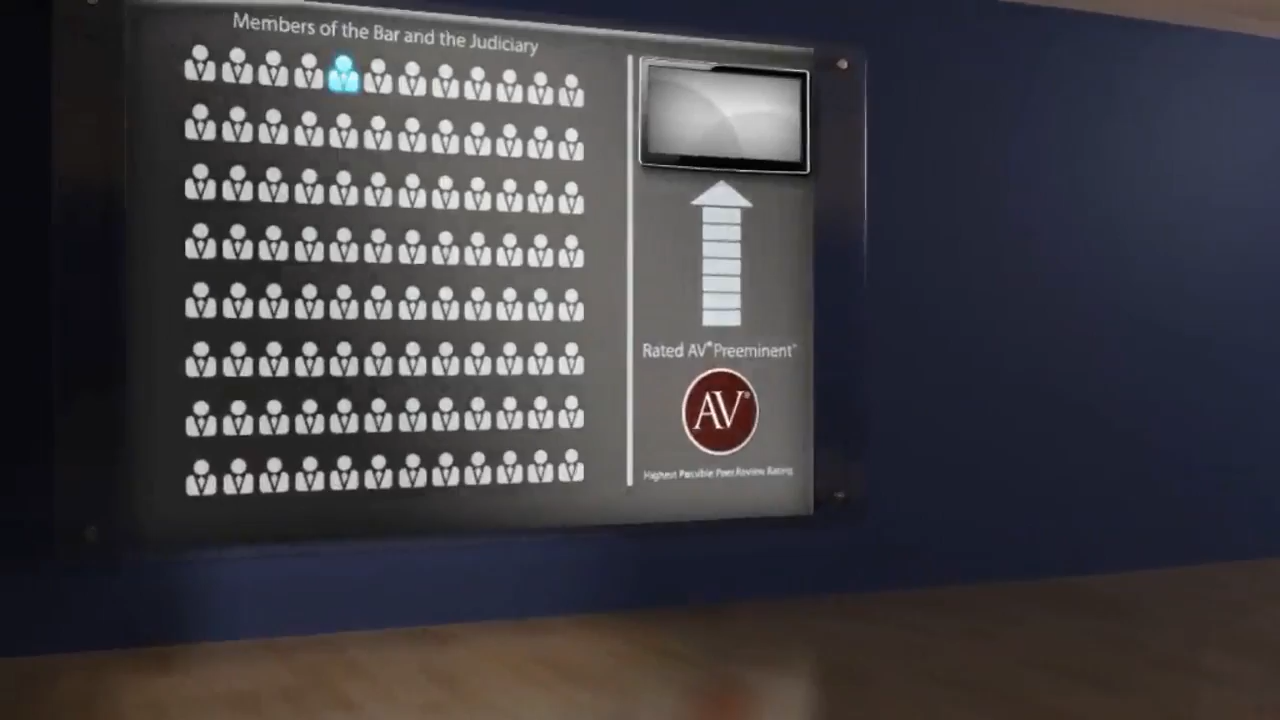 Members of the Bar and the Judiciary
Rated AV® Preeminent™
AV®
Highest Possible Peer Review Rating